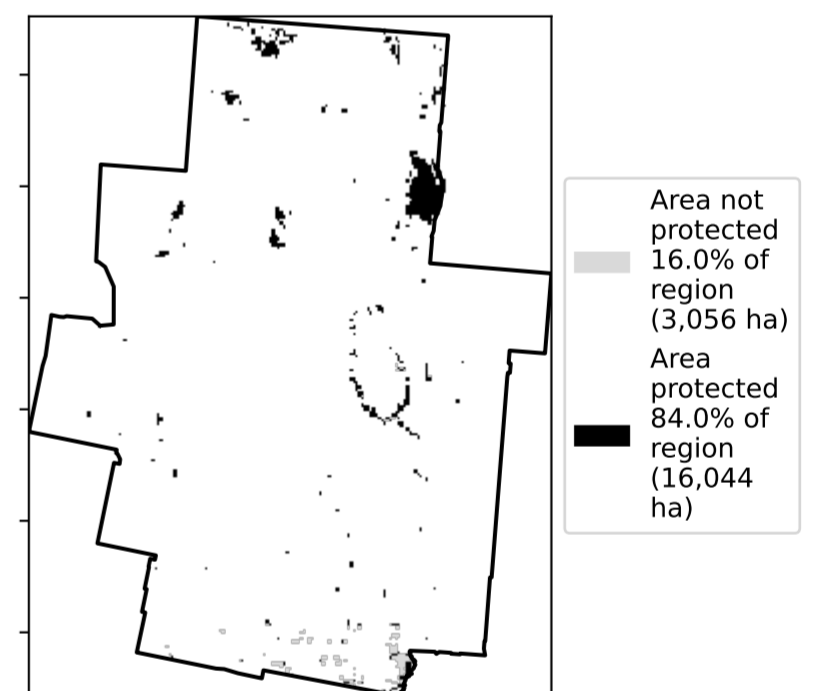 Area not
protected
16.0% of
region
(3,056 ha)
Area
protected
84.0% of
region
(16,044
ha)